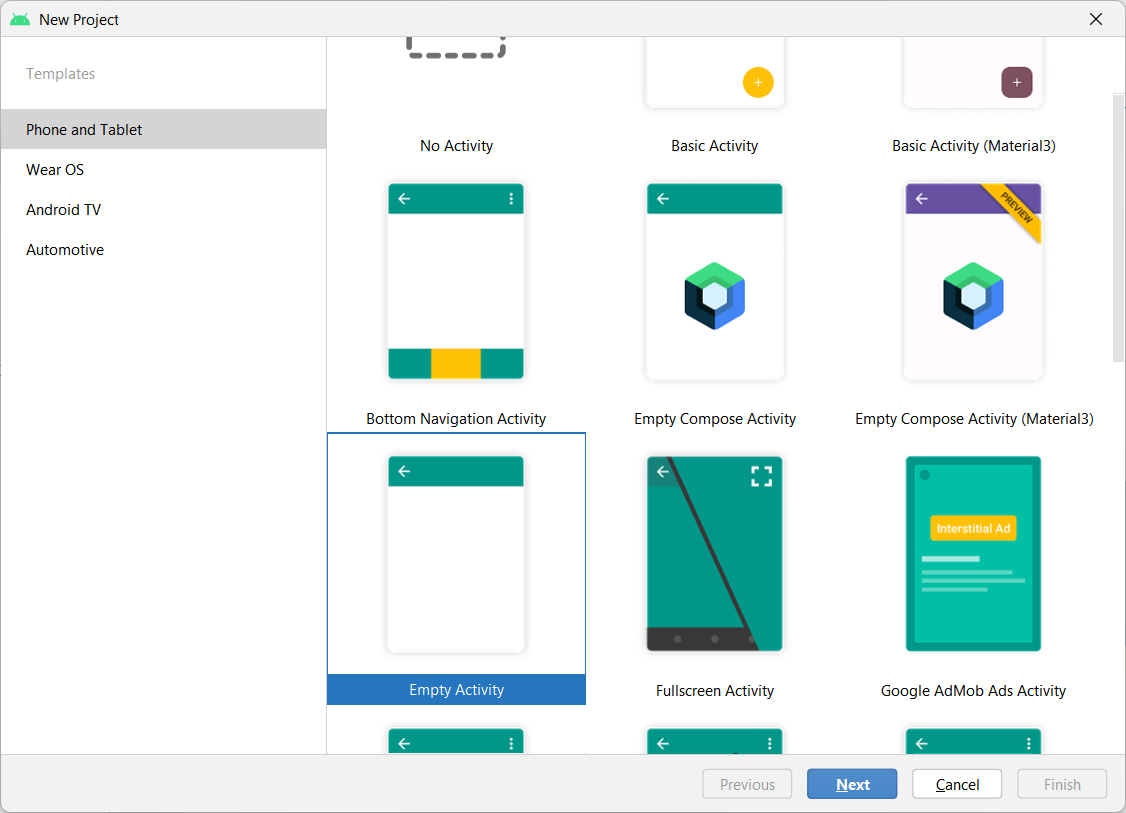 New Project
Templates
Phone and Tablet
Wear OS
Android TV
Automotive
No Activity
Basic Activity
Basic Activity (Material3)
PREVIEW
Bottom Navigation Activity
Empty Compose Activity
Empty Compose Activity (Material3)
Interstitial Ad
Empty Activity
Fullscreen Activity
Google AdMob Ads Activity
Previous
Next
Cancel
Finish